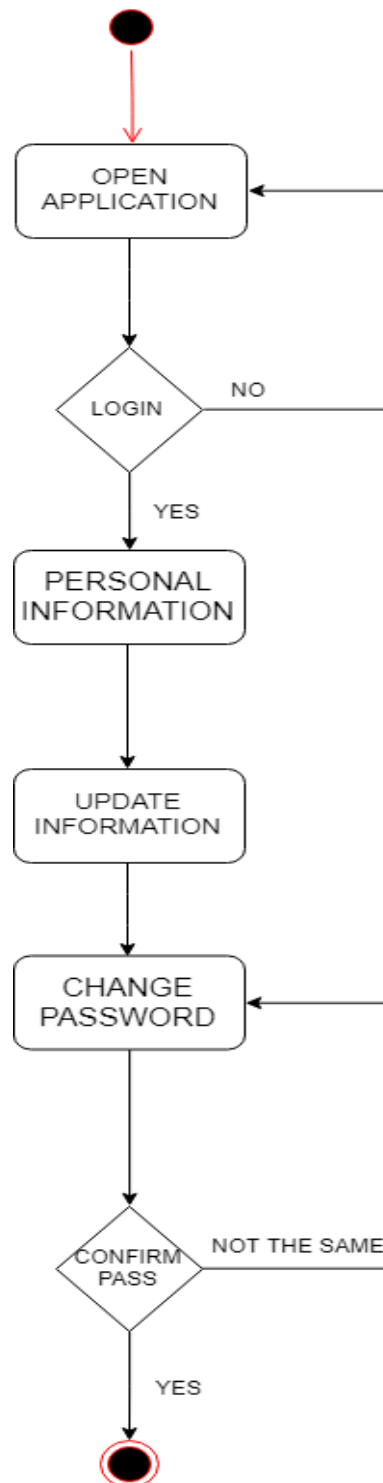 OPEN
APPLICATION
LOGIN
NO
YES
PERSONAL
INFORMATION
UPDATE
INFORMATION
CHANGE
PASSWORD
CONFIRM
PASS
NOT THE SAME
YES